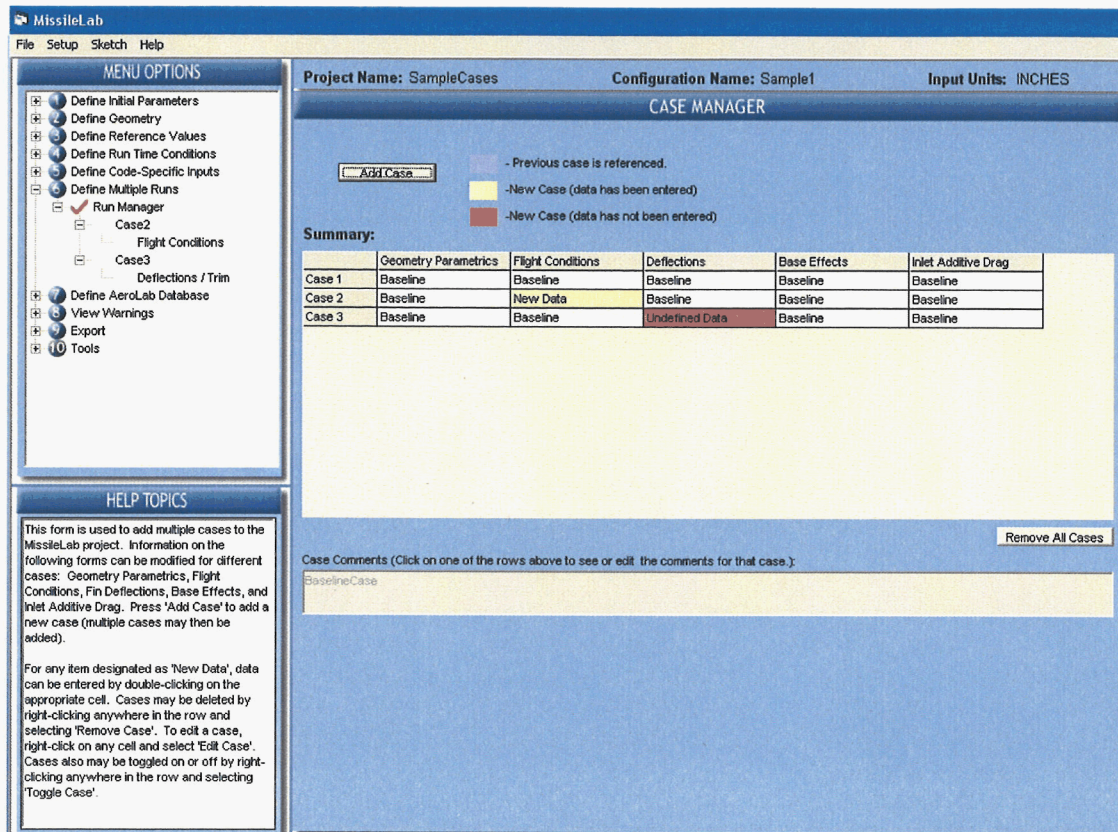 MissileLab
File Setup Sketch Help
MENU OPTIONS
1 Define Initial Parameters
2 Define Geometry
3 Define Reference Values
4 Define Run Time Conditions
5 Define Code-Specific Inputs
6 Define Multiple Runs
Run Manager
Case2
Flight Conditions
Case3
Deflections / Trim
7 Define AeroLab Database
8 View Warnings
9 Export
10 Tools
HELP TOPICS
This form is used to add multiple cases to the
MissileLab project. Information on the
following forms can be modified for different
cases: Geometry Parametrics, Flight
Conditions, Fin Deflections, Base Effects, and
Inlet Additive Drag. Press 'Add Case' to add a
new case (multiple cases may then be
added).
For any item designated as 'New Data', data
can be entered by double-clicking on the
appropriate cell. Cases may be deleted by
right-clicking anywhere in the row and
selecting 'Remove Case'. To edit a case,
right-click on any cell and select 'Edit Case'.
Cases also may be toggled on or off by right-
clicking anywhere in the row and selecting
'Toggle Case'.
Project Name: SampleCases Configuration Name: Sample1 Input Units: INCHES
CASE MANAGER
Add Case
- Previous case is referenced.
-New Case (data has been entered)
-New Case (data has not been entered)
Summary:
Geometry Parametrics Flight Conditions Deflections Base Effects Inlet Additive Drag
Case 1 Baseline Baseline Baseline Baseline Baseline
Case 2 Baseline New Data Baseline Baseline Baseline
Case 3 Baseline Baseline Undefined Data Baseline Baseline
Remove All Cases
Case Comments (Click on one of the rows above to see or edit the comments for that case.):
BaselineCase